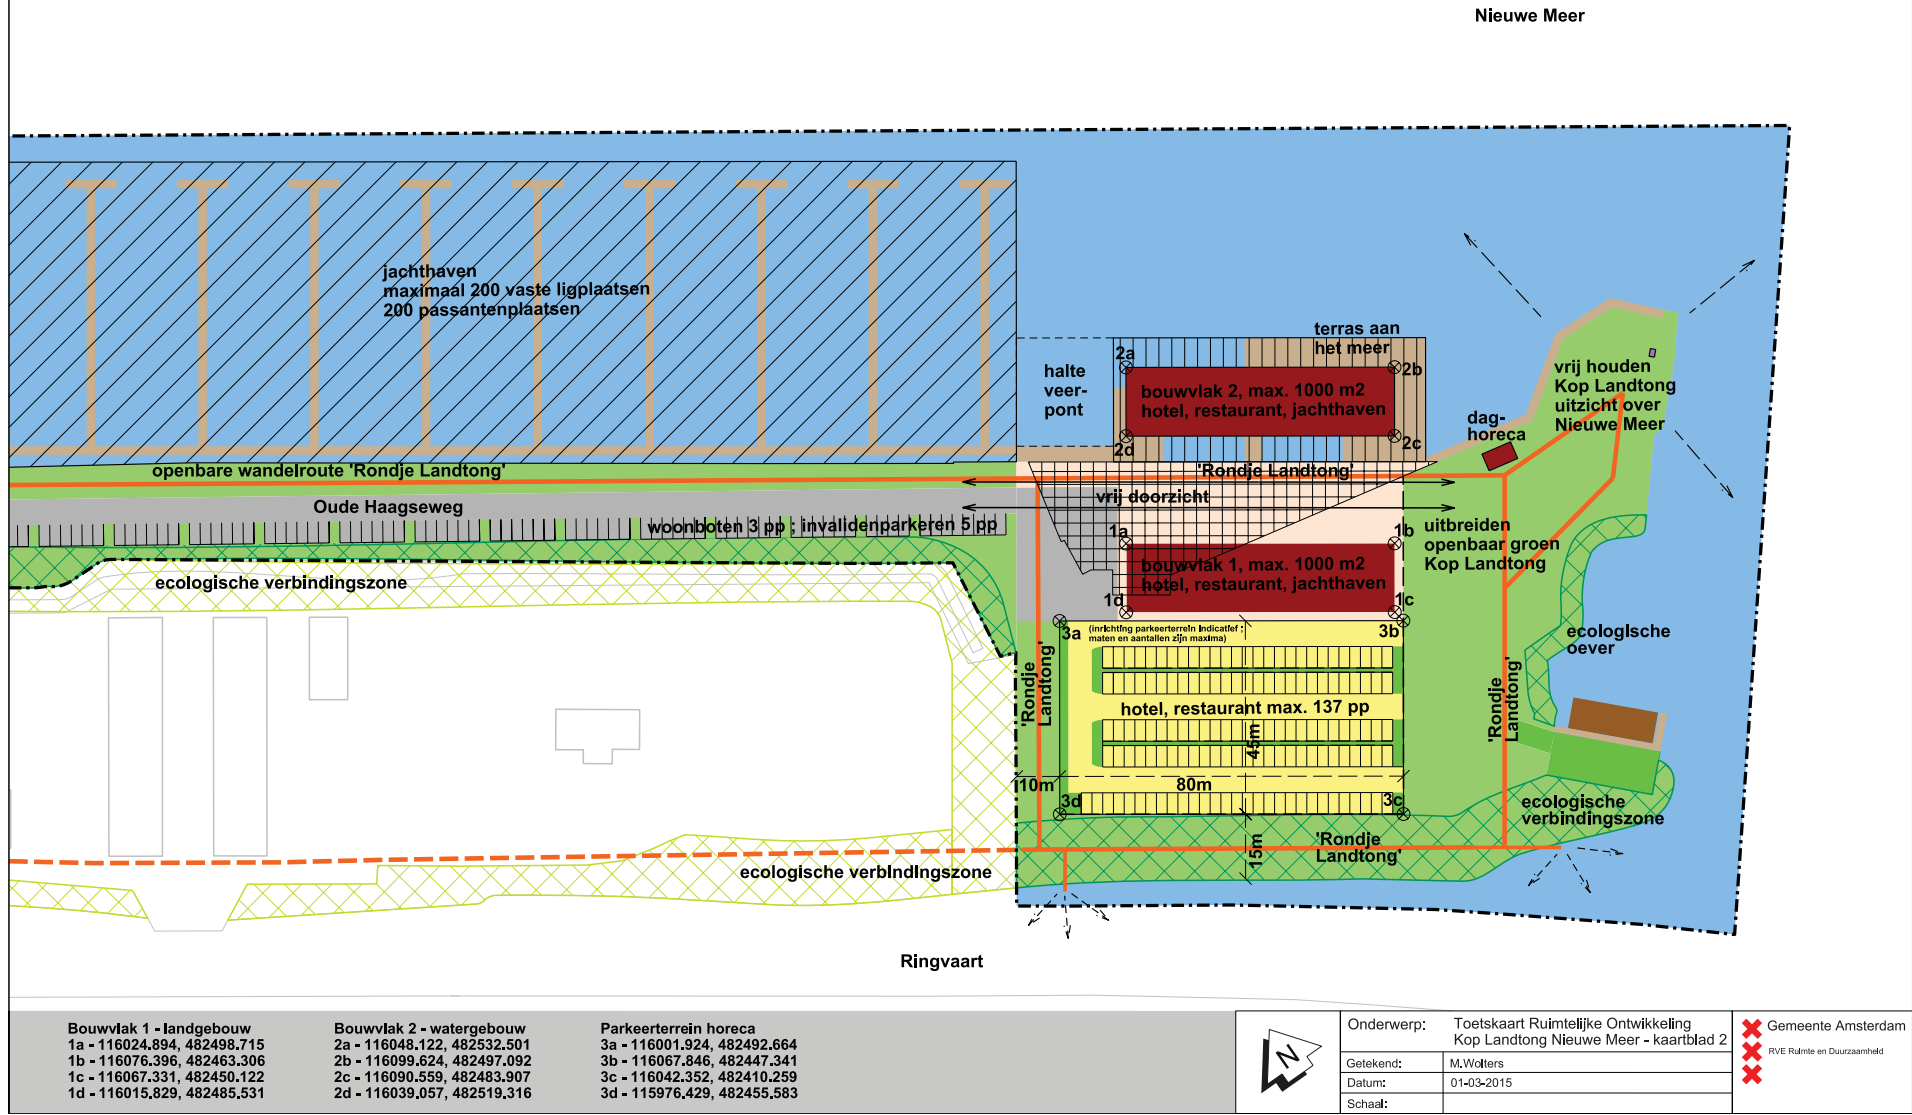 Nieuwe Meer
jachthaven
maximaal 200 vaste ligplaatsen
200 passantenplaatsen
terras aan
het meer
2a
2b
halte
veer-
pont
bouwvlak 2, max. 1000 m2
hotel, restaurant, jachthaven
vrij houden
Kop Landtong
uitzicht over
Nieuwe Meer
dag-
horeca
2d
2c
openbare wandelroute 'Rondje Landtong'
'Rondje Landtong'
vrij doorzicht
Oude Haagseweg
woonboten 3 pp ; invalidenparkeren 5 pp
1a
1b
uitbreiden
openbaar groen
Kop Landtong
bouwvlak 1, max. 1000 m2
hotel, restaurant, jachthaven
ecologische verbindingszone
1d
1c
3a
(inrichting parkeerterrein indicatief ;
maten en aantallen zijn maxima)
3b
ecologische
oever
'Rondje
Landtong'
hotel, restaurant max. 137 pp
45m
'Rondje
Landtong'
10m
80m
3d
3c
ecologische
verbindingszone
15m
'Rondje
Landtong'
ecologische verbindingszone
Ringvaart
Bouwvlak 1 - landgebouw
1a - 116024.894, 482498.715
1b - 116076.396, 482463.306
1c - 116067.331, 482450.122
1d - 116015.829, 482485.531
Bouwvlak 2 - watergebouw
2a - 116048.122, 482532.501
2b - 116099.624, 482497.092
2c - 116090.559, 482483.907
2d - 116039.057, 482519.316
Parkeerterrein horeca
3a - 116001.924, 482492.664
3b - 116067.846, 482447.341
3c - 116042.352, 482410.259
3d - 115976.429, 482455.583
N
Onderwerp: Toetskaart Ruimtelijke Ontwikkeling
Kop Landtong Nieuwe Meer - kaartblad 2
Getekend: M.Wolters
Datum: 01-03-2015
Schaal:
Gemeente Amsterdam
RVE Ruimte en Duurzaamheid